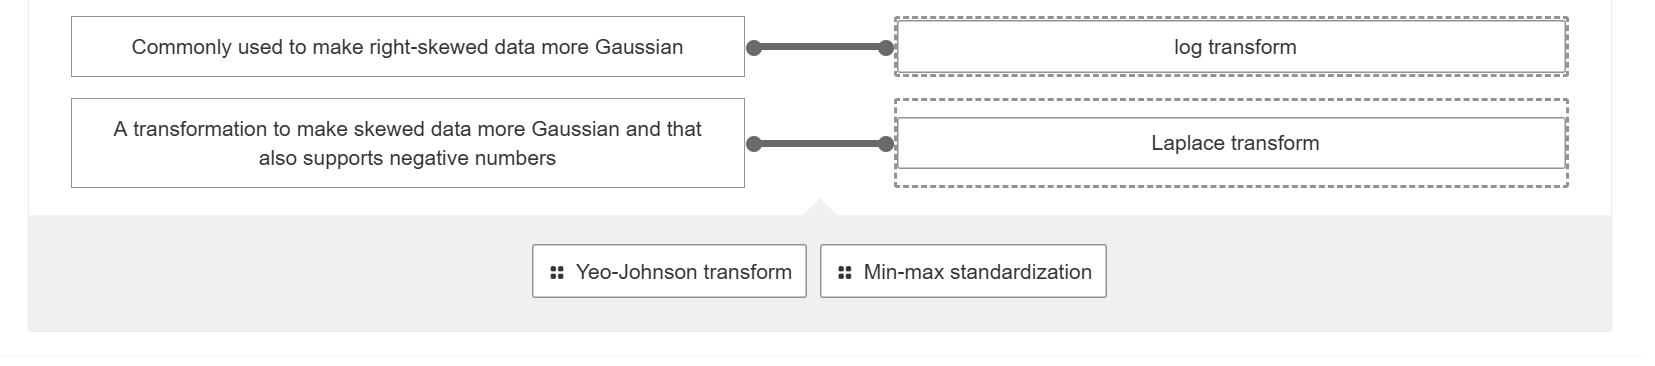 Commonly used to make right-skewed data more Gaussian
log transform
A transformation to make skewed data more Gaussian and that
also supports negative numbers
Laplace transform
Yeo-Johnson transform
Min-max standardization